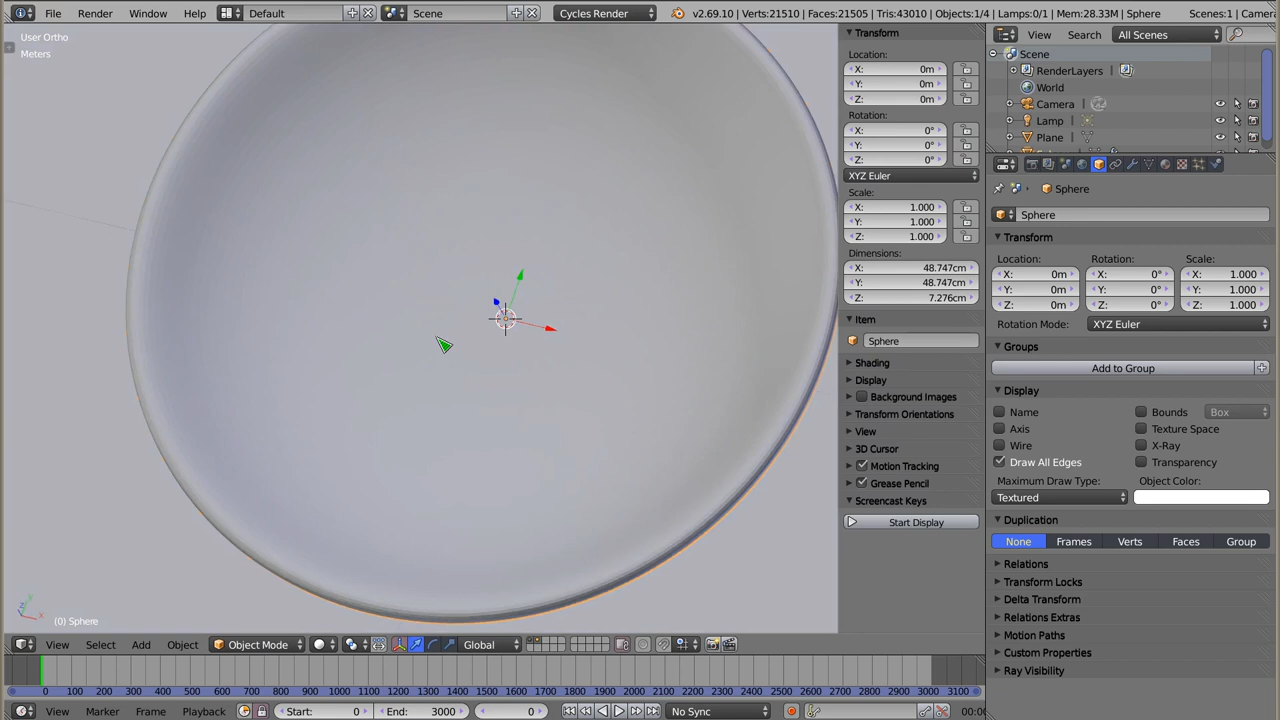 File Render Window Help Default Scene Cycles Render v2.69.10 | Verts:21510 | Faces:21505 | Tris:43010 | Objects:1/4 | Lamps:0/1 | Mem:28.33M | Sphere Scenes:1 | Camer
User Ortho
Meters
(0) Sphere
View Select Add Object Object Mode Global
Transform
Location:
X: 0m
Y: 0m
Z: 0m
Rotation:
X: 0°
Y: 0°
Z: 0°
XYZ Euler
Scale:
X: 1.000
Y: 1.000
Z: 1.000
Dimensions:
X: 48.747cm
Y: 48.747cm
Z: 7.276cm
Item
Sphere
Shading
Display
Background Images
Transform Orientations
View
3D Cursor
Motion Tracking
Grease Pencil
Screencast Keys
Start Display
View Search All Scenes
Scene
RenderLayers
World
Camera
Lamp
Plane
Sphere
Sphere
Transform
Location: Rotation: Scale:
X: 0m X: 0° X: 1.000
Y: 0m Y: 0° Y: 1.000
Z: 0m Z: 0° Z: 1.000
Rotation Mode: XYZ Euler
Groups
Add to Group
Display
Name Bounds Box
Axis Texture Space
Wire X-Ray
Draw All Edges Transparency
Maximum Draw Type: Object Color:
Textured
Duplication
None Frames Verts Faces Group
Relations
Transform Locks
Delta Transform
Relations Extras
Motion Paths
Custom Properties
Ray Visibility
0 100 200 300 400 500 600 700 800 900 1000 1100 1200 1300 1400 1500 1600 1700 1800 1900 2000 2100 2200 2300 2400 2500 2600 2700 2800 2900 3000 3100
View Marker Frame Playback Start: 0 End: 3000 0 No Sync 00:0